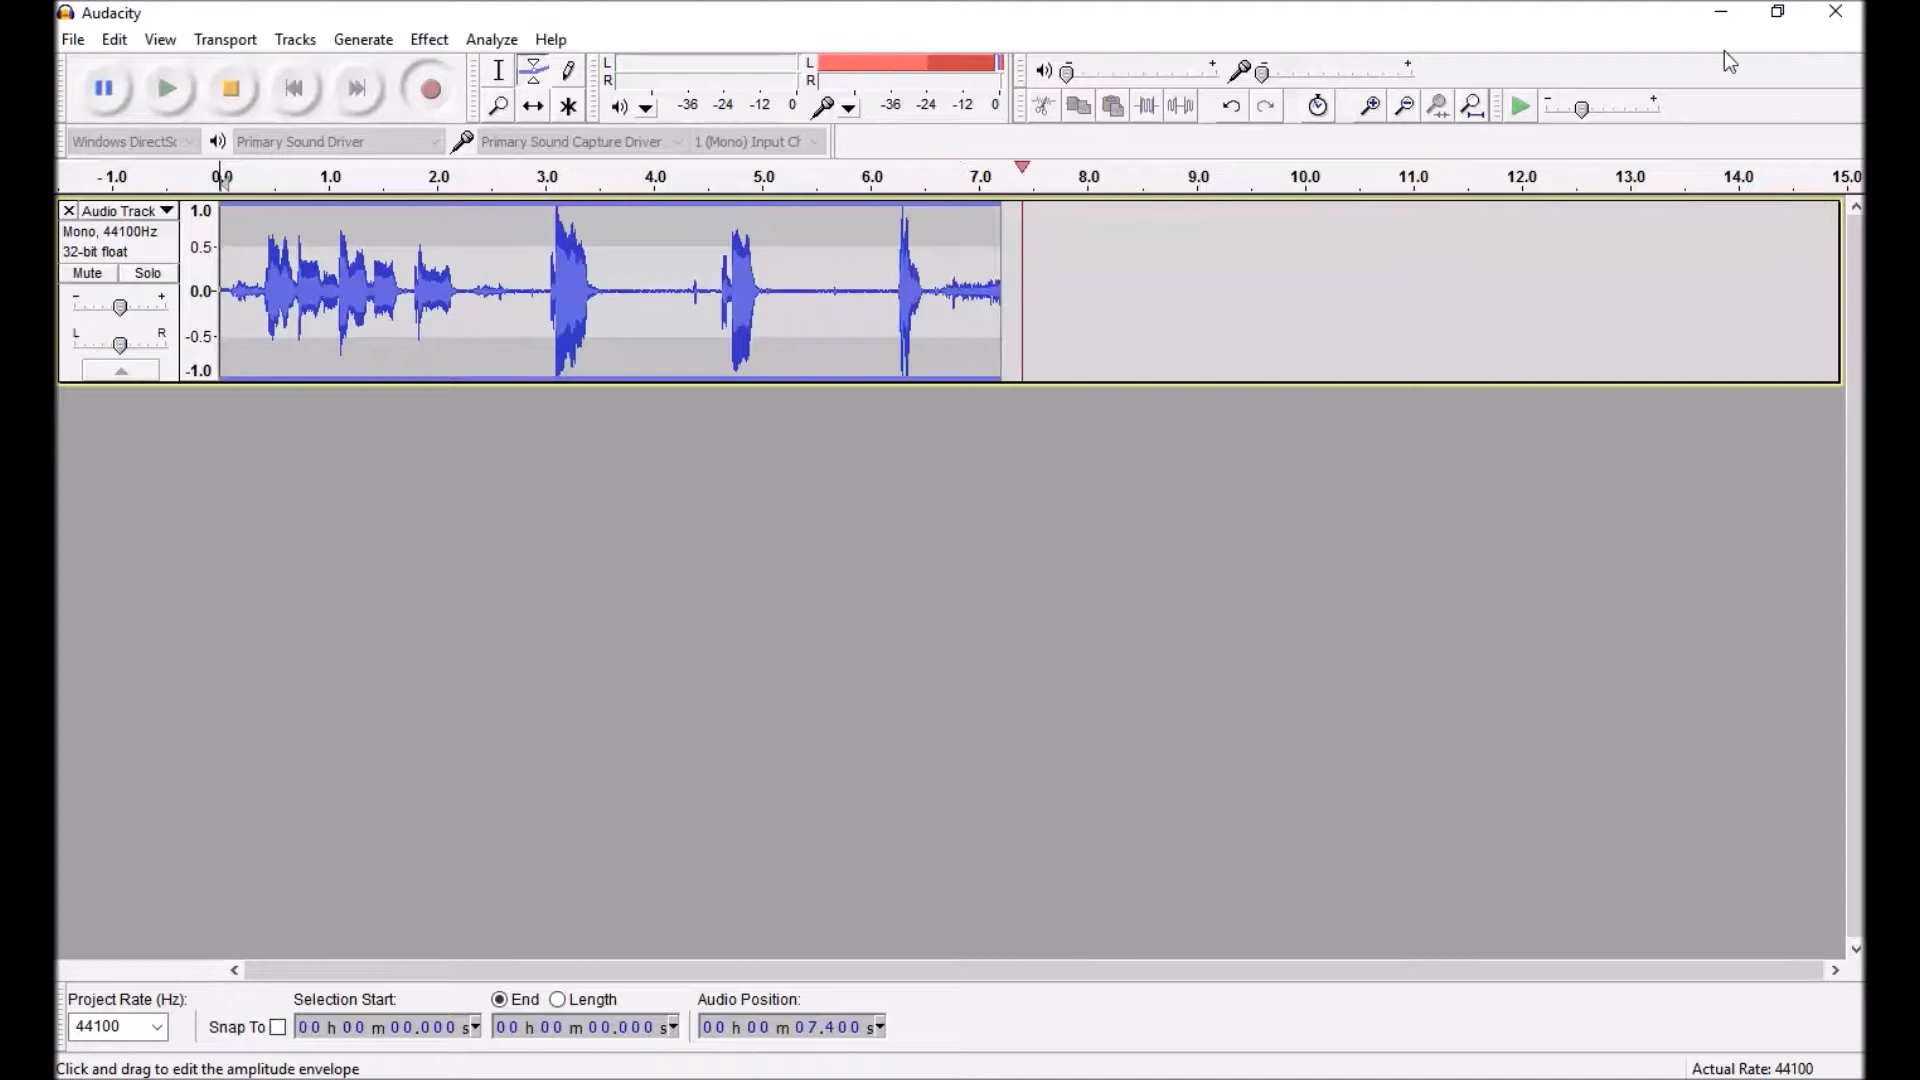 Audacity
File Edit View Transport Tracks Generate Effect Analyze Help
L L
R R
-36 -24 -12 0 -36 -24 -12 0
Primary Sound Driver Primary Sound Capture Driver 1 (Mono) Input
-1.0 0.0 1.0 2.0 3.0 4.0 5.0 6.0 7.0 8.0 9.0 10.0 11.0 12.0 13.0 14.0 15.0
Audio Track
Mono, 44100Hz
32-bit float
Mute Solo
L R
1.0
0.5
0.0
-0.5
-1.0
Project Rate (Hz): Selection Start: End Length Audio Position:
44100 Snap To 00 h 00 m 00.000 s 00 h 00 m 00.000 s 00 h 00 m 07.400 s
Click and drag to edit the amplitude envelope Actual Rate: 44100